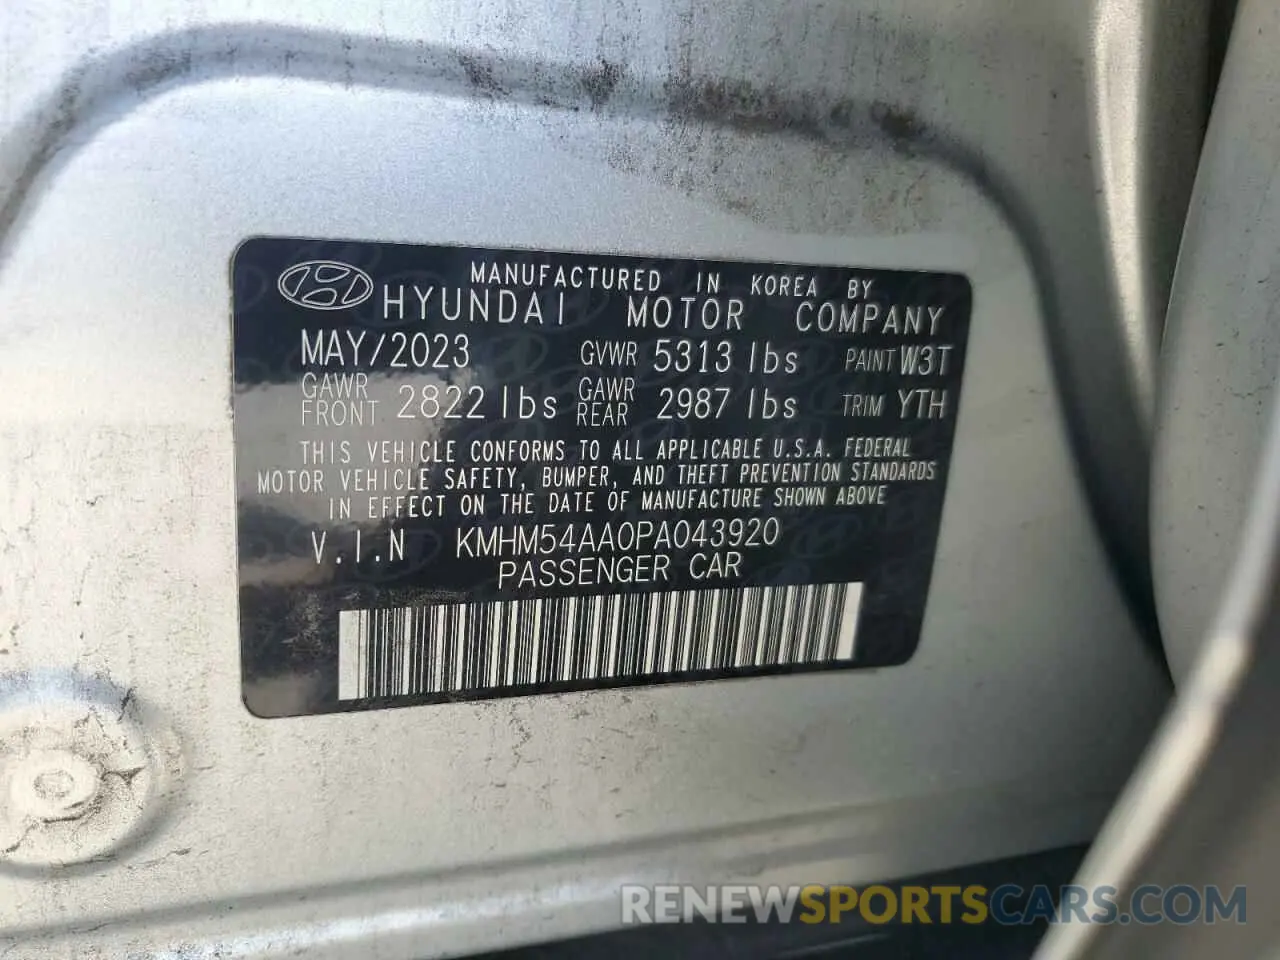 MANUFACTURED IN KOREA BY
HYUNDAI MOTOR COMPANY
MAY/2023 GVWR 5313 lbs PAINT W3T
GAWR FRONT 2822 lbs GAWR REAR 2987 lbs TRIM YTH
THIS VEHICLE CONFORMS TO ALL APPLICABLE U.S.A. FEDERAL
MOTOR VEHICLE SAFETY, BUMPER, AND THEFT PREVENTION STANDARDS
IN EFFECT ON THE DATE OF MANUFACTURE SHOWN ABOVE
V.I.N KMHM54AA0PA043920
PASSENGER CAR
RENEWSPORTSCARS.COM